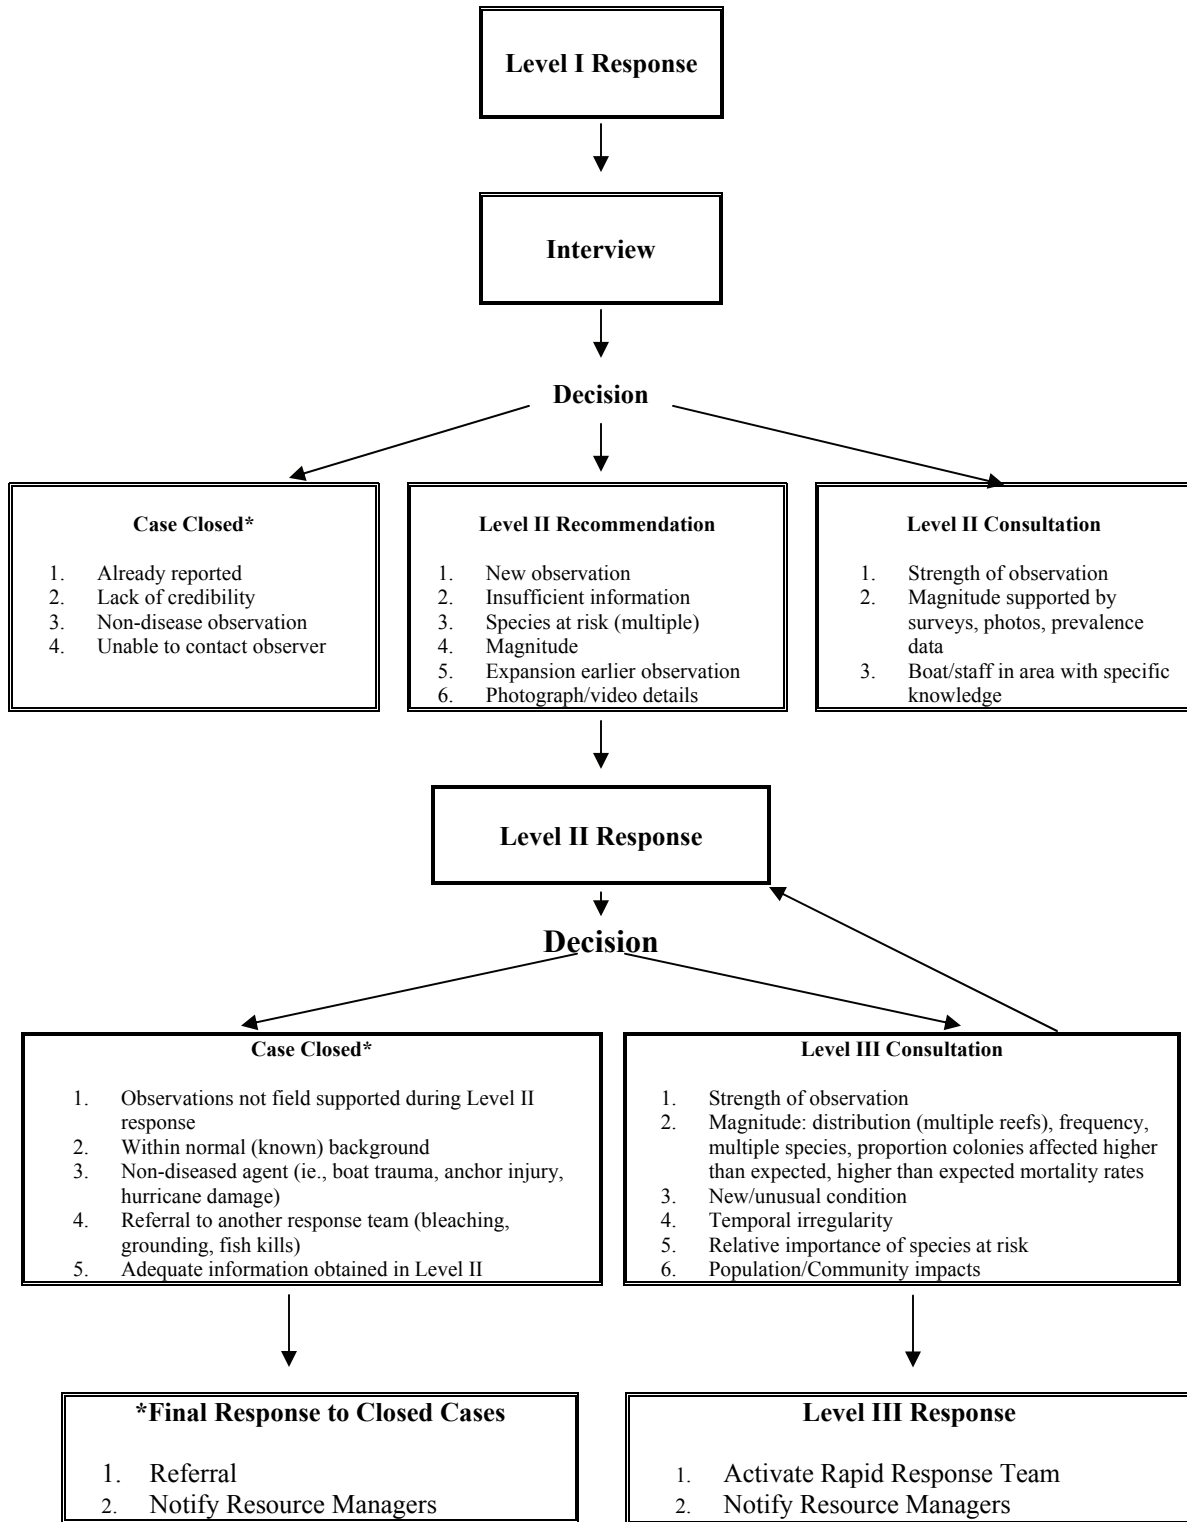 Level I Response
Interview
Decision
Case Closed*
1. Already reported
2. Lack of credibility
3. Non-disease observation
4. Unable to contact observer
Level II Recommendation
1. New observation
2. Insufficient information
3. Species at risk (multiple)
4. Magnitude
5. Expansion earlier observation
6. Photograph/video details
Level II Consultation
1. Strength of observation
2. Magnitude supported by
surveys, photos, prevalence
data
3. Boat/staff in area with specific
knowledge
Level II Response
Decision
Case Closed*
1. Observations not field supported during Level II
response
2. Within normal (known) background
3. Non-diseased agent (ie., boat trauma, anchor injury,
hurricane damage)
4. Referral to another response team (bleaching,
grounding, fish kills)
5. Adequate information obtained in Level II
Level III Consultation
1. Strength of observation
2. Magnitude: distribution (multiple reefs), frequency,
multiple species, proportion colonies affected higher
than expected, higher than expected mortality rates
3. New/unusual condition
4. Temporal irregularity
5. Relative importance of species at risk
6. Population/Community impacts
*Final Response to Closed Cases
1. Referral
2. Notify Resource Managers
Level III Response
1. Activate Rapid Response Team
2. Notify Resource Managers